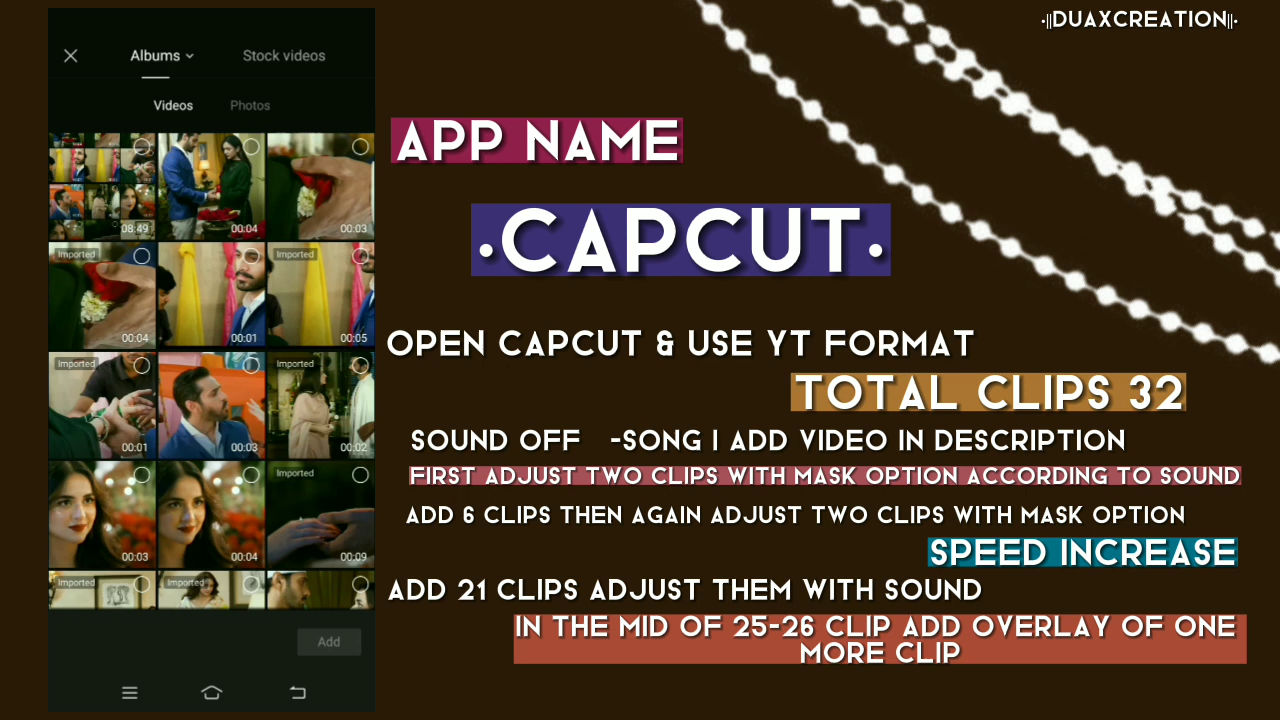 ·||DUAXCREATION||·
Albums
Stock videos
Videos
Photos
08:49
00:04
00:03
Imported
00:04
00:01
Imported
00:05
Imported
00:01
00:03
Imported
00:02
00:03
00:04
Imported
00:09
Imported
Imported
Add
APP NAME
·CAPCUT·
OPEN CAPCUT & USE YT FORMAT
TOTAL CLIPS 32
SOUND OFF -SONG I ADD VIDEO IN DESCRIPTION
FIRST ADJUST TWO CLIPS WITH MASK OPTION ACCORDING TO SOUND
ADD 6 CLIPS THEN AGAIN ADJUST TWO CLIPS WITH MASK OPTION
SPEED INCREASE
ADD 21 CLIPS ADJUST THEM WITH SOUND
IN THE MID OF 25-26 CLIP ADD OVERLAY OF ONE
MORE CLIP